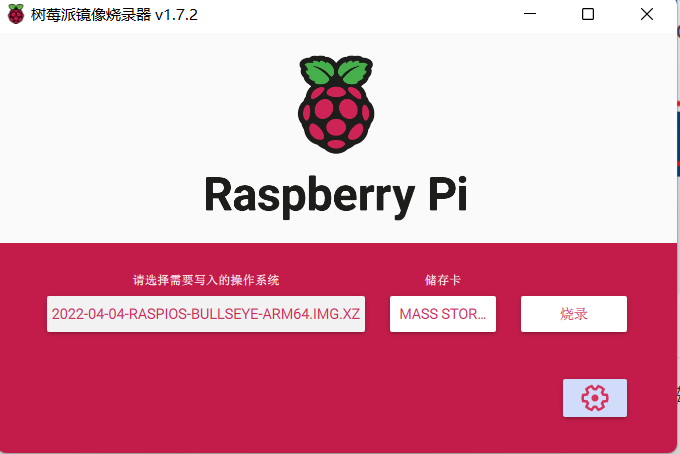 树莓派镜像烧录器 v1.7.2
Raspberry Pi
请选择需要写入的操作系统
储存卡
2022-04-04-RASPIOS-BULLSEYE-ARM64.IMG.XZ
MASS STOR...
烧录